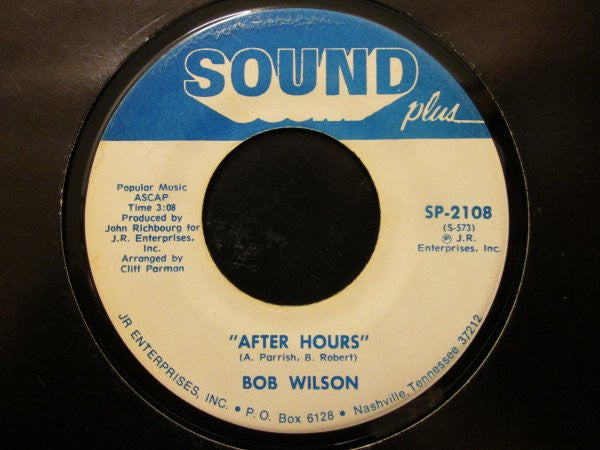 SOUND
plus
Popular Music
ASCAP
Time 3:08
Produced by
John Richbourg for
J.R. Enterprises,
Inc.
Arranged by
Cliff Parman
SP-2108
(S-573)
Ⓟ J.R.
Enterprises, Inc.
"AFTER HOURS"
(A. Parrish, B. Robert)
BOB WILSON
JR ENTERPRISES, INC. • P. O. Box 6128 • Nashville, Tennessee 37212